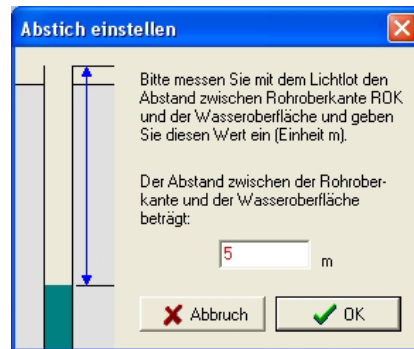 Abstich einstellen
Bitte messen Sie mit dem Lichtlot den
Abstand zwischen Rohroberkante ROK
und der Wasseroberfläche und geben
Sie diesen Wert ein (Einheit m).
Der Abstand zwischen der Rohrober-
kante und der Wasseroberfläche
beträgt:
5 m
Abbruch OK